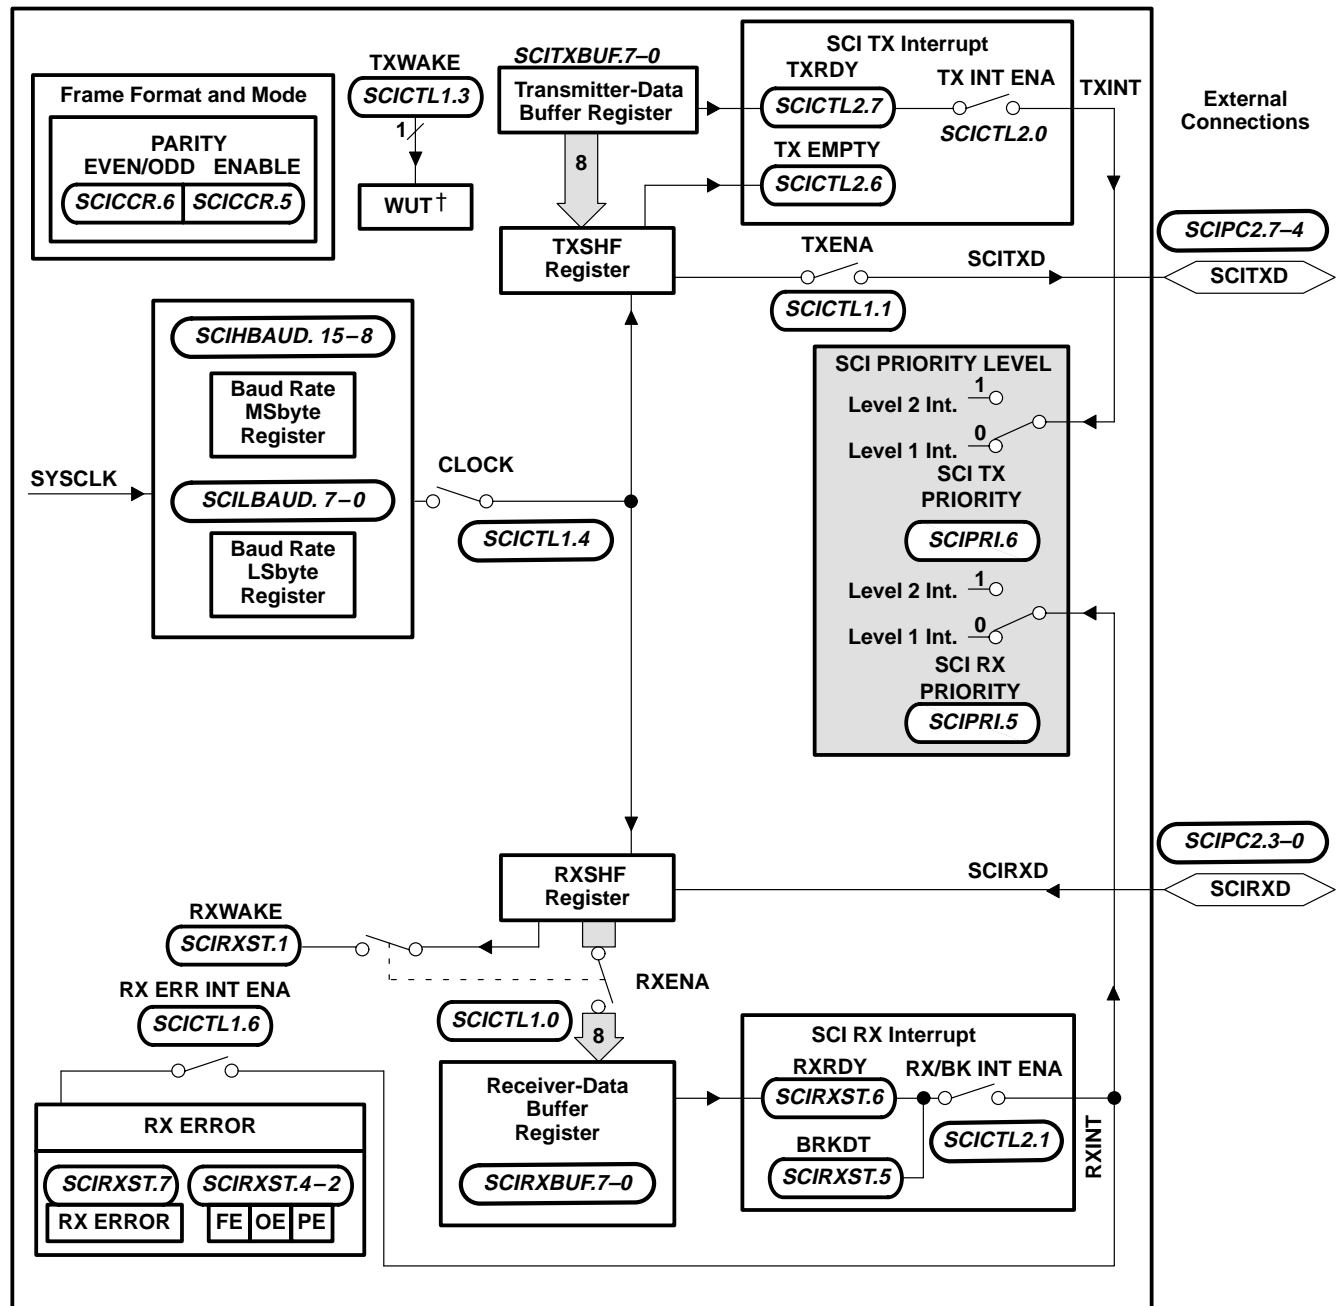 Frame Format and Mode
PARITY
EVEN/ODD ENABLE
SCICCR.6 SCICCR.5
TXWAKE
SCICTL1.3
1
WUT†
SCITXBUF.7–0
Transmitter-Data
Buffer Register
8
TXSHF
Register
SCI TX Interrupt
TXRDY
SCICTL2.7
TX INT ENA
SCICTL2.0
TX EMPTY
SCICTL2.6
TXINT
External
Connections
TXENA
SCICTL1.1
SCITXD
SCIPC2.7–4
SCITXD
SCIHBAUD. 15–8
Baud Rate
MSbyte
Register
SYSCLK
SCILBAUD. 7–0
Baud Rate
LSbyte
Register
CLOCK
SCICTL1.4
SCI PRIORITY LEVEL
1
Level 2 Int.
0
Level 1 Int.
SCI TX
PRIORITY
SCIPRI.6
1
Level 2 Int.
0
Level 1 Int.
SCI RX
PRIORITY
SCIPRI.5
RXSHF
Register
SCIRXD
SCIPC2.3–0
SCIRXD
RXWAKE
SCIRXST.1
RXENA
SCICTL1.0
8
RX ERR INT ENA
SCICTL1.6
RX ERROR
SCIRXST.7
SCIRXST.4–2
RX ERROR
FE OE PE
Receiver-Data
Buffer
Register
SCIRXBUF.7–0
SCI RX Interrupt
RXRDY
SCIRXST.6
RX/BK INT ENA
SCICTL2.1
BRKDT
SCIRXST.5
RXINT